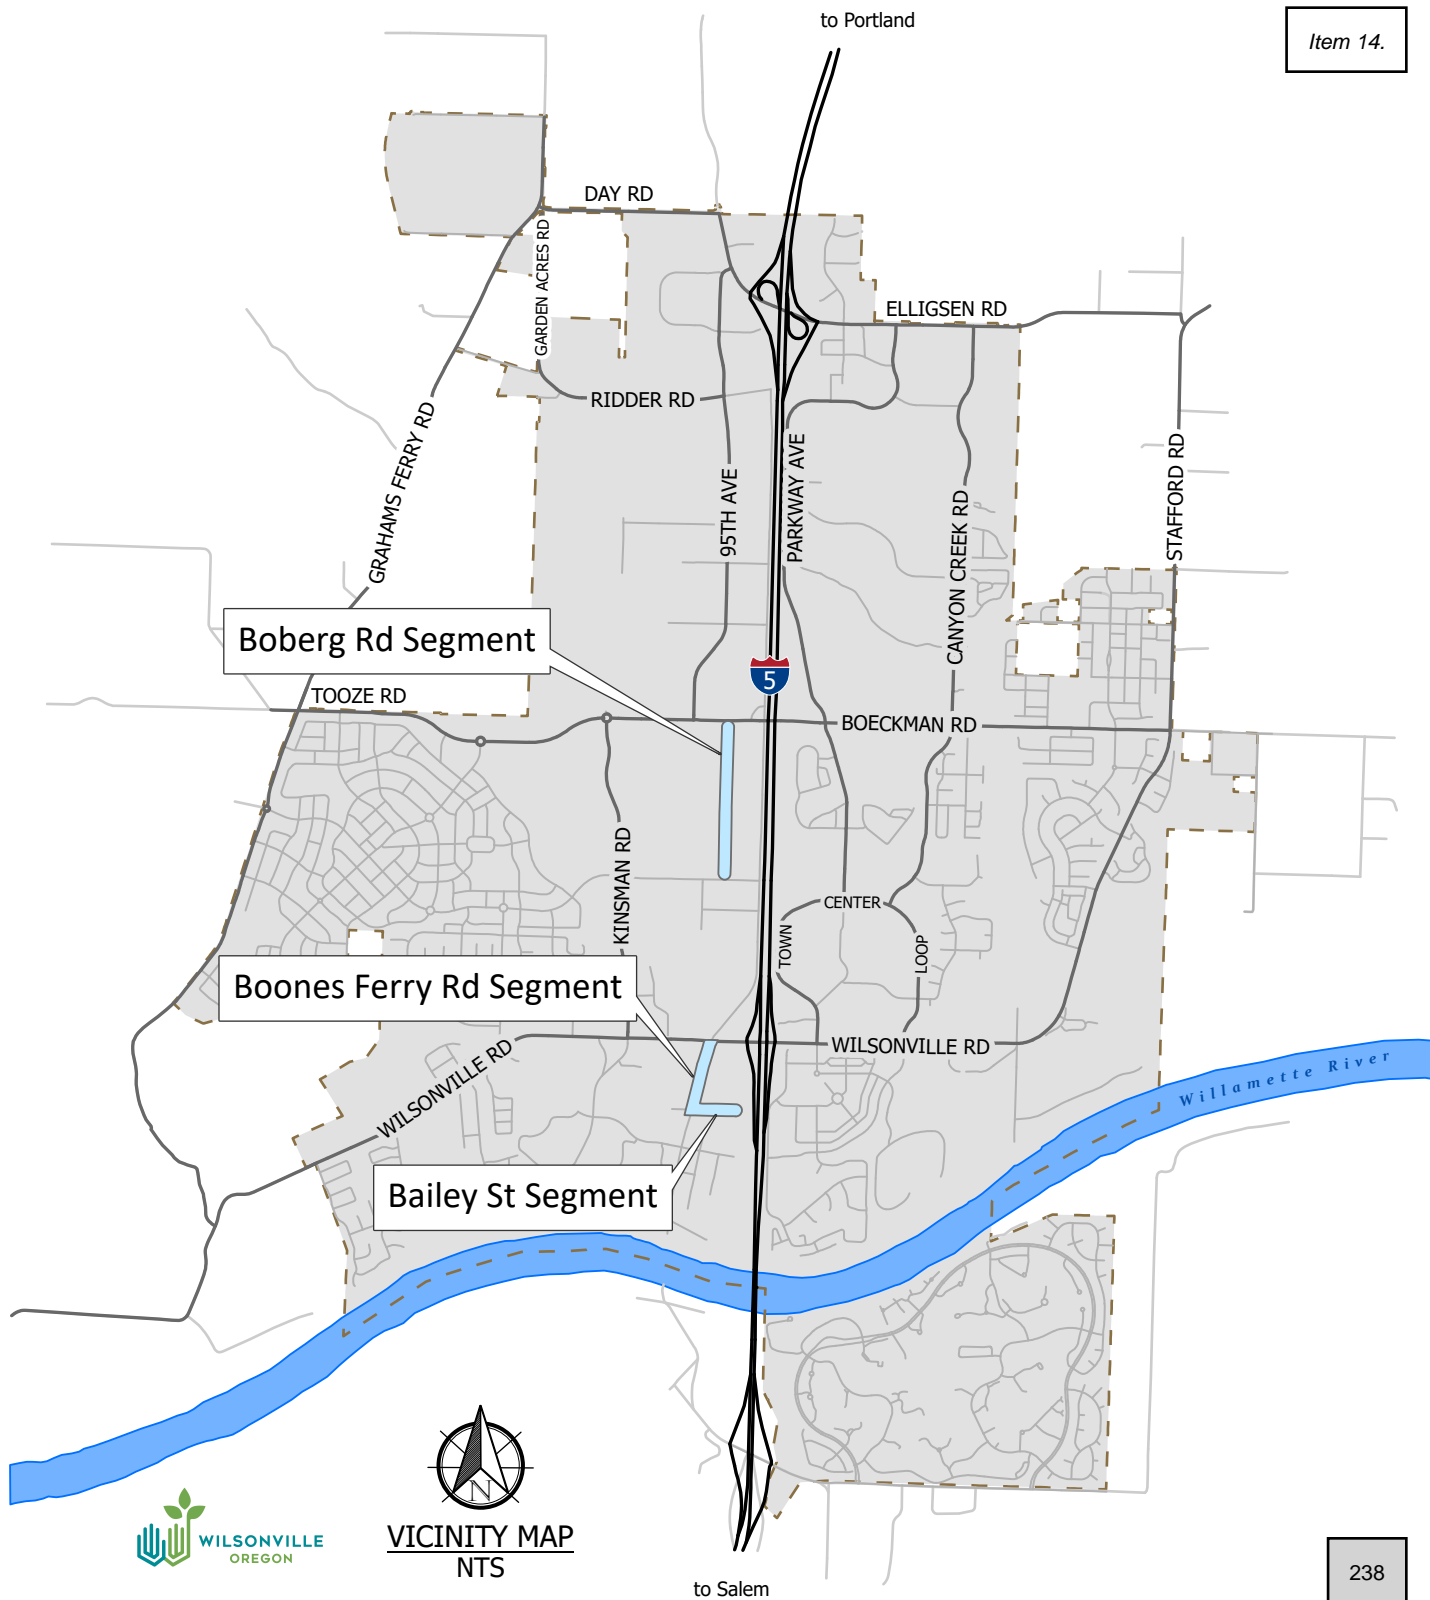 to Portland
Item 14.
DAY RD
GARDEN ACRES RD
ELLIGSEN RD
RIDDER RD
GRAHAMS FERRY RD
95TH AVE
PARKWAY AVE
CANYON CREEK RD
STAFFORD RD
Boberg Rd Segment
5
TOOZE RD
BOECKMAN RD
KINSMAN RD
CENTER
TOWN
LOOP
Boones Ferry Rd Segment
WILSONVILLE RD
WILSONVILLE RD
Willamette River
Bailey St Segment
N
WILSONVILLE
OREGON
VICINITY MAP
NTS
to Salem
238